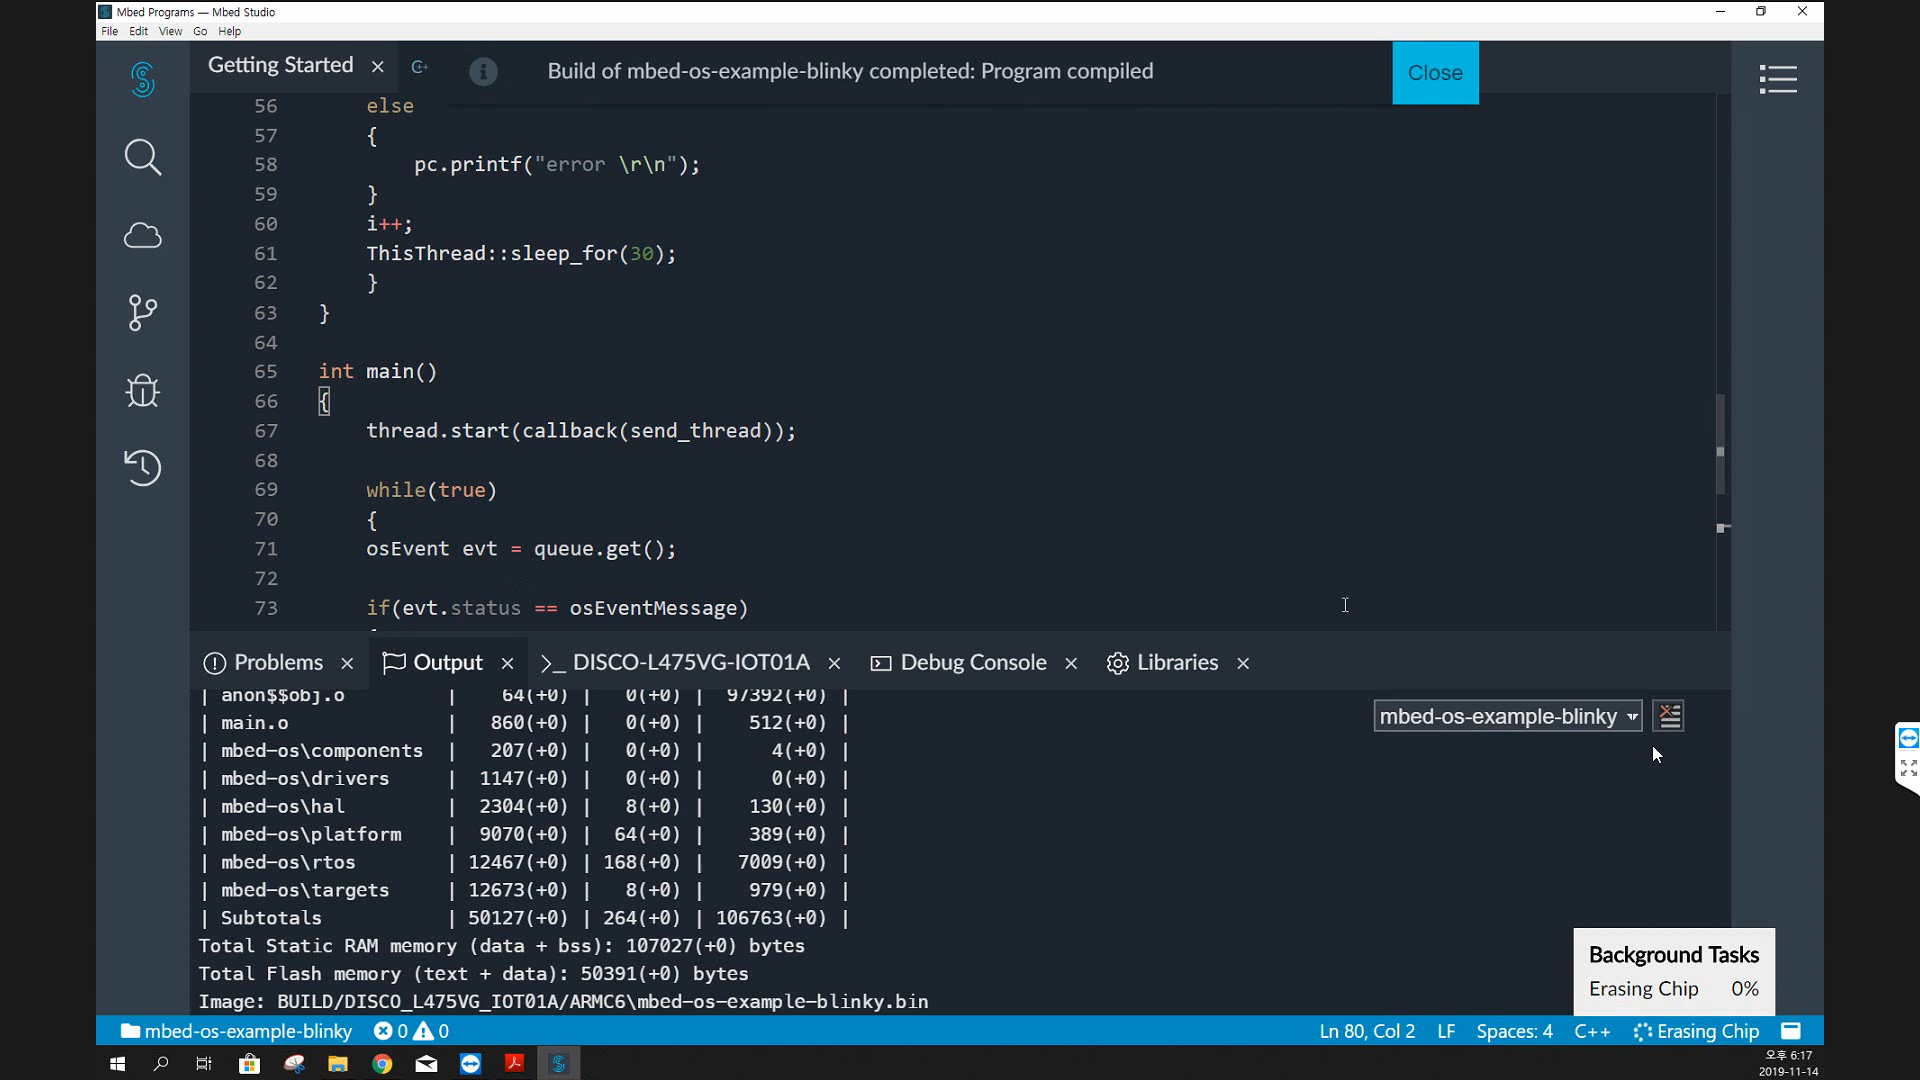 Mbed Programs — Mbed Studio
File Edit View Go Help
Getting Started
Build of mbed-os-example-blinky completed: Program compiled
Close
56 else
57 {
58 pc.printf("error \r\n");
59 }
60 i++;
61 ThisThread::sleep_for(30);
62 }
63 }
64
65 int main()
66 {
67 thread.start(callback(send_thread));
68
69 while(true)
70 {
71 osEvent evt = queue.get();
72
73 if(evt.status == osEventMessage)
Problems Output >_ DISCO-L475VG-IOT01A Debug Console Libraries
mbed-os-example-blinky
| anon$$obj.o | 64(+0) | 0(+0) | 97392(+0) |
| main.o | 860(+0) | 0(+0) | 512(+0) |
| mbed-os\components | 207(+0) | 0(+0) | 4(+0) |
| mbed-os\drivers | 1147(+0) | 0(+0) | 0(+0) |
| mbed-os\hal | 2304(+0) | 8(+0) | 130(+0) |
| mbed-os\platform | 9070(+0) | 64(+0) | 389(+0) |
| mbed-os\rtos | 12467(+0) | 168(+0) | 7009(+0) |
| mbed-os\targets | 12673(+0) | 8(+0) | 979(+0) |
| Subtotals | 50127(+0) | 264(+0) | 106763(+0) |
Total Static RAM memory (data + bss): 107027(+0) bytes
Total Flash memory (text + data): 50391(+0) bytes
Image: BUILD/DISCO_L475VG_IOT01A/ARMC6\mbed-os-example-blinky.bin
Background Tasks
Erasing Chip 0%
mbed-os-example-blinky 0 0
Ln 80, Col 2 LF Spaces: 4 C++ Erasing Chip
오후 6:17
2019-11-14